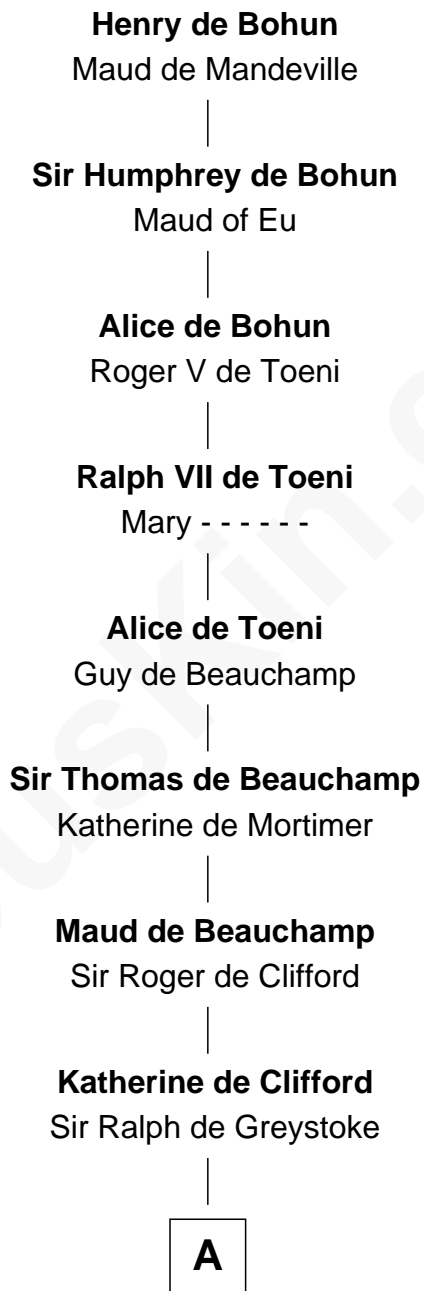 Henry de Bohun
Maud de Mandeville
Sir Humphrey de Bohun
Maud of Eu
Alice de Bohun
Roger V de Toeni
Ralph VII de Toeni
Mary - - - - - -
Alice de Toeni
Guy de Beauchamp
Sir Thomas de Beauchamp
Katherine de Mortimer
Maud de Beauchamp
Sir Roger de Clifford
Katherine de Clifford
Sir Ralph de Greystoke
A